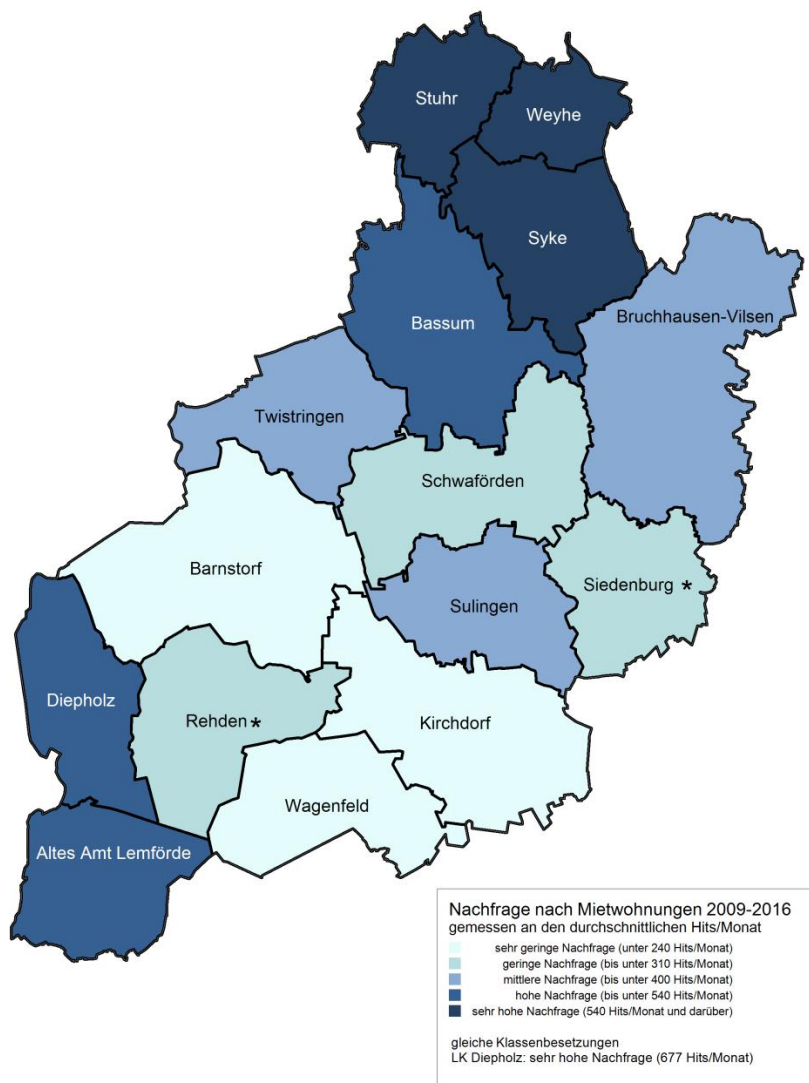 Stuhr
Weyhe
Syke
Bruchhausen-Vilsen
Bassum
Twistringen
Schwaförden
Barnstorf
Siedenburg *
Sulingen
Diepholz
Rehden *
Kirchdorf
Wagenfeld
Altes Amt Lemförde
Nachfrage nach Mietwohnungen 2009-2016
gemessen an den durchschnittlichen Hits/Monat
sehr geringe Nachfrage (unter 240 Hits/Monat)
geringe Nachfrage (bis unter 310 Hits/Monat)
mittlere Nachfrage (bis unter 400 Hits/Monat)
hohe Nachfrage (bis unter 540 Hits/Monat)
sehr hohe Nachfrage (540 Hits/Monat und darüber)
gleiche Klassenbesetzungen
LK Diepholz: sehr hohe Nachfrage (677 Hits/Monat)